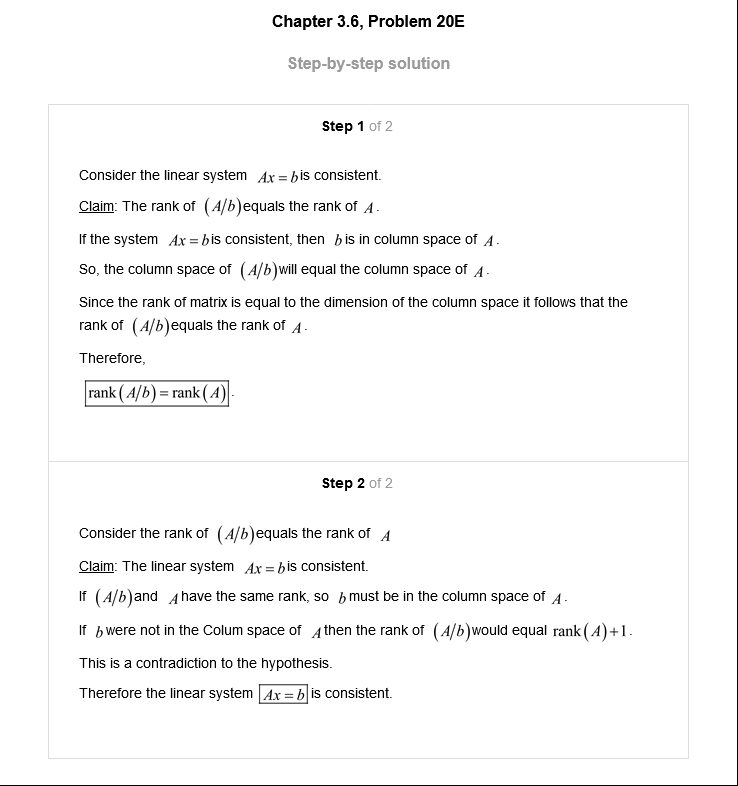 Chapter 3.6, Problem 20E
Step-by-step solution
Step 1 of 2
Consider the linear system Ax = b is consistent.
Claim: The rank of (A/b) equals the rank of A.
If the system Ax = b is consistent, then b is in column space of A.
So, the column space of (A/b) will equal the column space of A.
Since the rank of matrix is equal to the dimension of the column space it follows that the
rank of (A/b) equals the rank of A.
Therefore,
rank(A/b) = rank(A).
Step 2 of 2
Consider the rank of (A/b) equals the rank of A
Claim: The linear system Ax = b is consistent.
If (A/b) and A have the same rank, so b must be in the column space of A.
If b were not in the Colum space of A then the rank of (A/b) would equal rank(A)+1.
This is a contradiction to the hypothesis.
Therefore the linear system Ax = b is consistent.